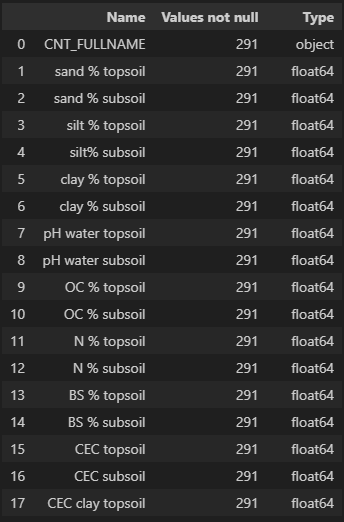 Name Values not null Type
0 CNT_FULLNAME 291 object
1 sand % topsoil 291 float64
2 sand % subsoil 291 float64
3 silt % topsoil 291 float64
4 silt% subsoil 291 float64
5 clay % topsoil 291 float64
6 clay % subsoil 291 float64
7 pH water topsoil 291 float64
8 pH water subsoil 291 float64
9 OC % topsoil 291 float64
10 OC % subsoil 291 float64
11 N % topsoil 291 float64
12 N % subsoil 291 float64
13 BS % topsoil 291 float64
14 BS % subsoil 291 float64
15 CEC topsoil 291 float64
16 CEC subsoil 291 float64
17 CEC clay topsoil 291 float64